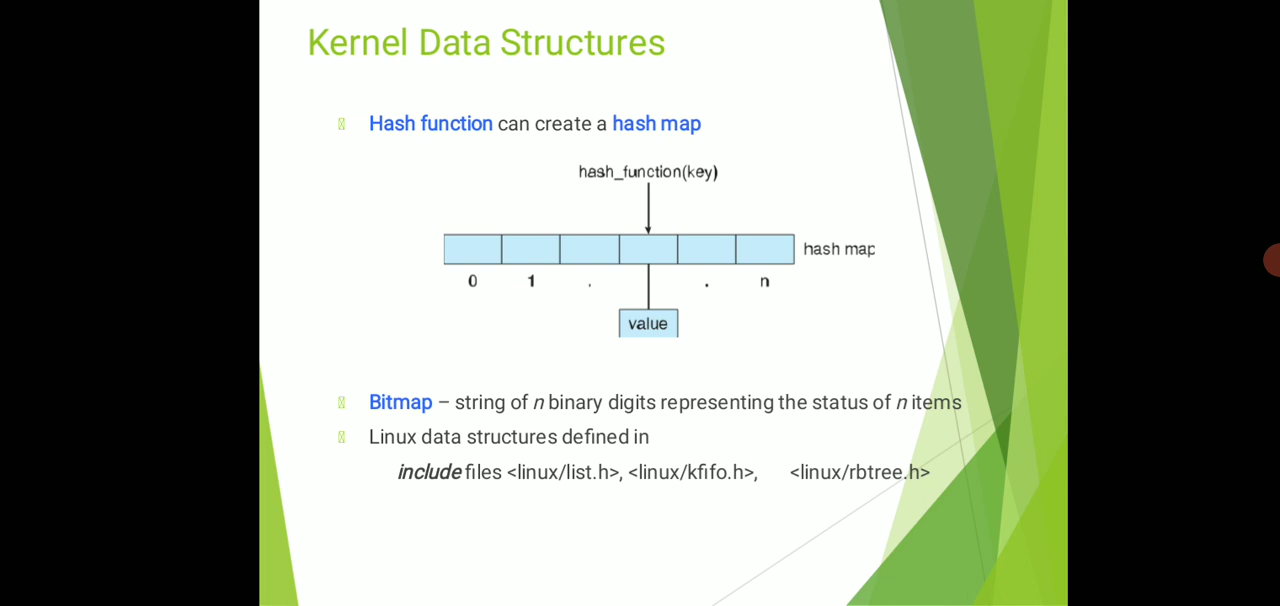 Kernel Data Structures
Hash function can create a hash map
hash_function(key)
hash map
0 1 . . n
value
Bitmap – string of n binary digits representing the status of n items
Linux data structures defined in
include files <linux/list.h>, <linux/kfifo.h>, <linux/rbtree.h>